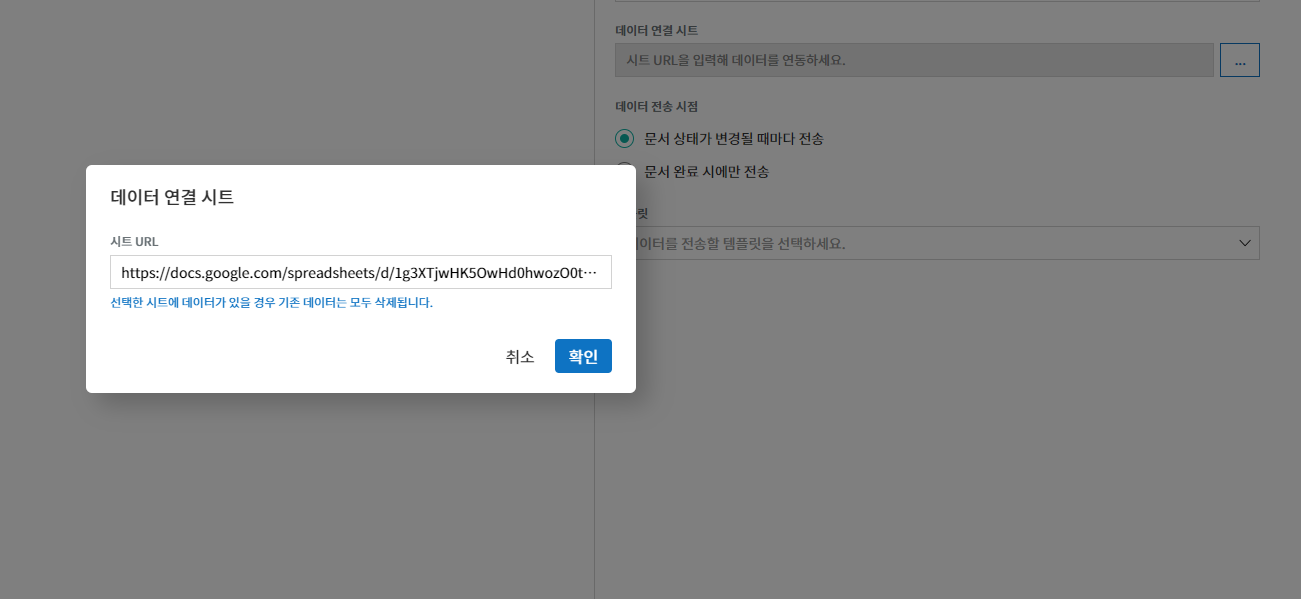 데이터 연결 시트
시트 URL을 입력해 데이터를 연동하세요.
...
데이터 전송 시점
문서 상태가 변경될 때마다 전송
문서 완료 시에만 전송
릿
이터를 전송할 템플릿을 선택하세요.
데이터 연결 시트
시트 URL
https://docs.google.com/spreadsheets/d/1g3XTjwHK5OwHd0hwozO0t···
선택한 시트에 데이터가 있을 경우 기존 데이터는 모두 삭제됩니다.
취소
확인